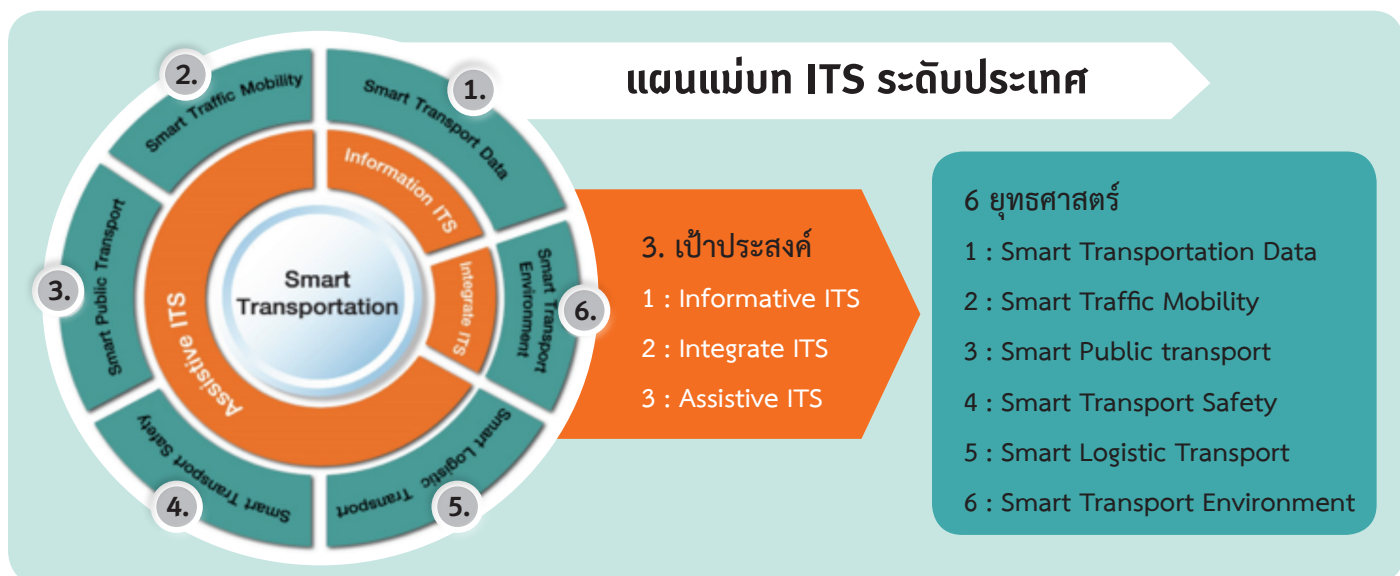 แผนแม่บท ITS ระดับประเทศ
1.
Smart Transport Data
2.
Smart Traffic Mobility
3.
Smart Public Transport
4.
Smart Transport Safety
5.
Smart Logistic Transport
6.
Smart Transport
Environment
Information ITS
Integrate ITS
Assistive ITS
Smart
Transportation
3. เป้าประสงค์
1 : Informative ITS
2 : Integrate ITS
3 : Assistive ITS
6 ยุทธศาสตร์
1 : Smart Transportation Data
2 : Smart Traffic Mobility
3 : Smart Public transport
4 : Smart Transport Safety
5 : Smart Logistic Transport
6 : Smart Transport Environment